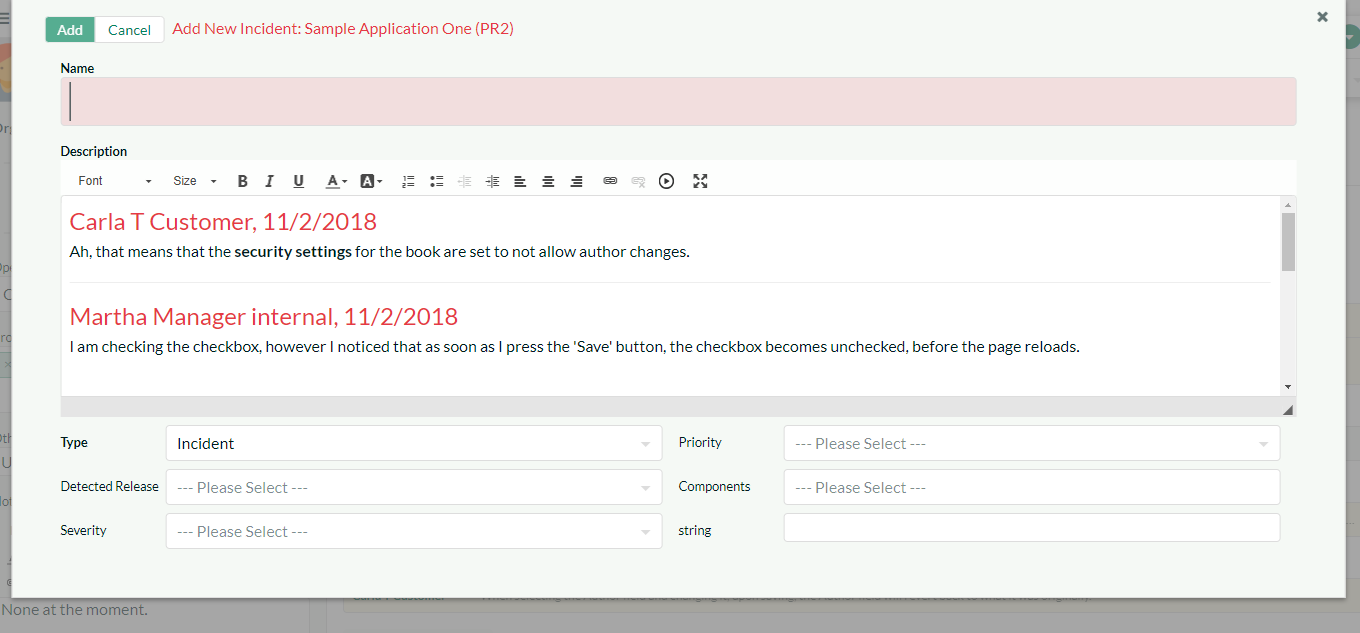 Add Cancel Add New Incident: Sample Application One (PR2)
Name
Description
Font Size B I U A A
Carla T Customer, 11/2/2018
Ah, that means that the security settings for the book are set to not allow author changes.
Martha Manager internal, 11/2/2018
I am checking the checkbox, however I noticed that as soon as I press the 'Save' button, the checkbox becomes unchecked, before the page reloads.
Type Incident Priority --- Please Select ---
Detected Release --- Please Select --- Components --- Please Select ---
Severity --- Please Select --- string
None at the moment.